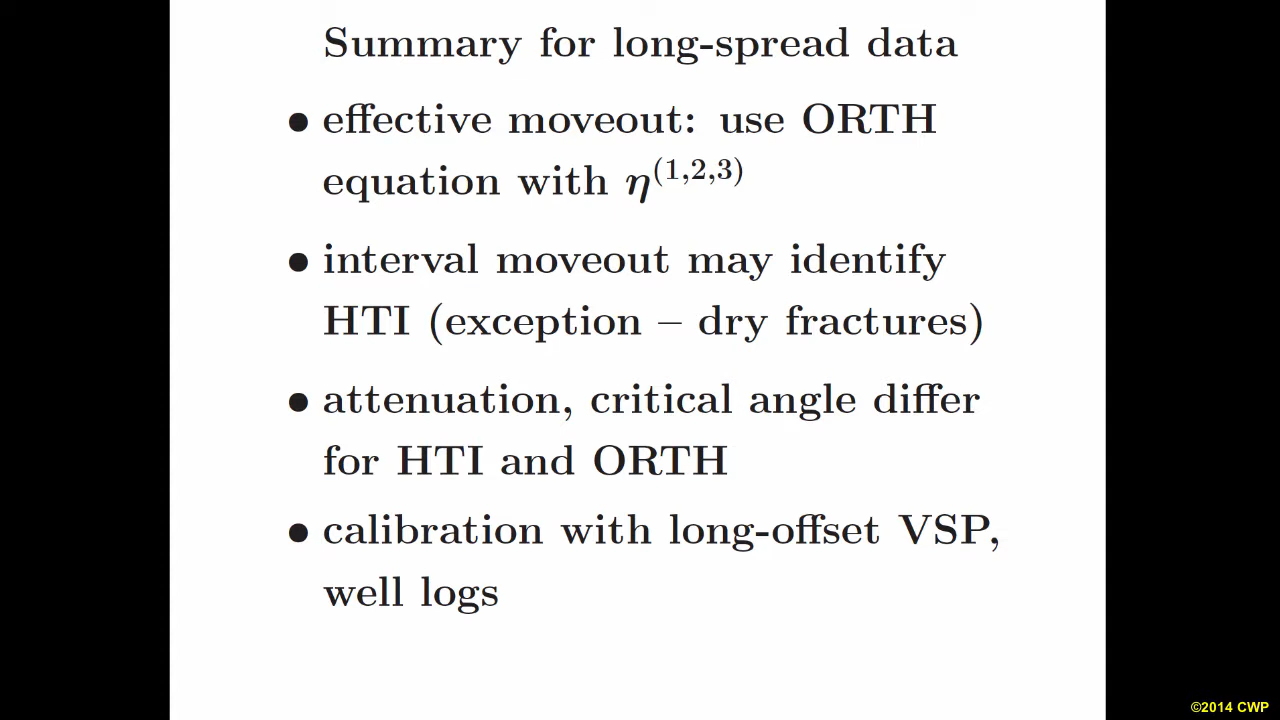 Summary for long-spread data
• effective moveout: use ORTH
equation with η^(1,2,3)
• interval moveout may identify
HTI (exception – dry fractures)
• attenuation, critical angle differ
for HTI and ORTH
• calibration with long-offset VSP,
well logs
©2014 CWP